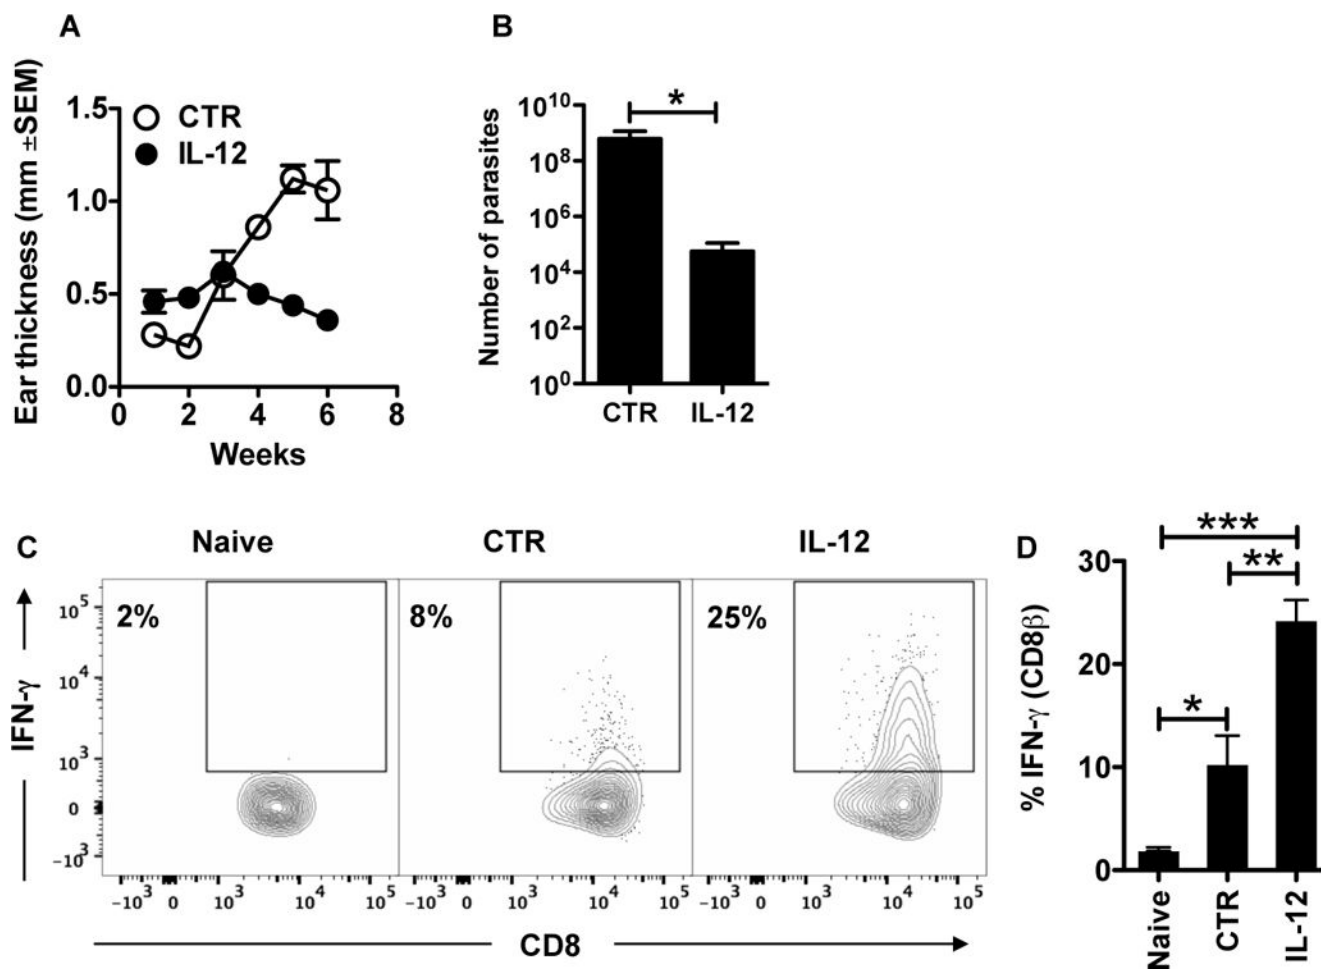 A
Ear thickness (mm ±SEM)
1.5
1.0
0.5
0.0
CTR
IL-12
0 2 4 6 8
Weeks
B
Number of parasites
10^10
10^8
10^6
10^4
10^2
10^0
*
CTR IL-12
C
Naive CTR IL-12
IFN-γ
10^5
10^4
10^3
0
-10^3
2% 8% 25%
-10^3 0 10^3 10^4 10^5 -10^3 0 10^3 10^4 10^5 -10^3 0 10^3 10^4 10^5
CD8
D
% IFN-γ (CD8β)
30
20
10
0
***
**
*
Naive
CTR
IL-12